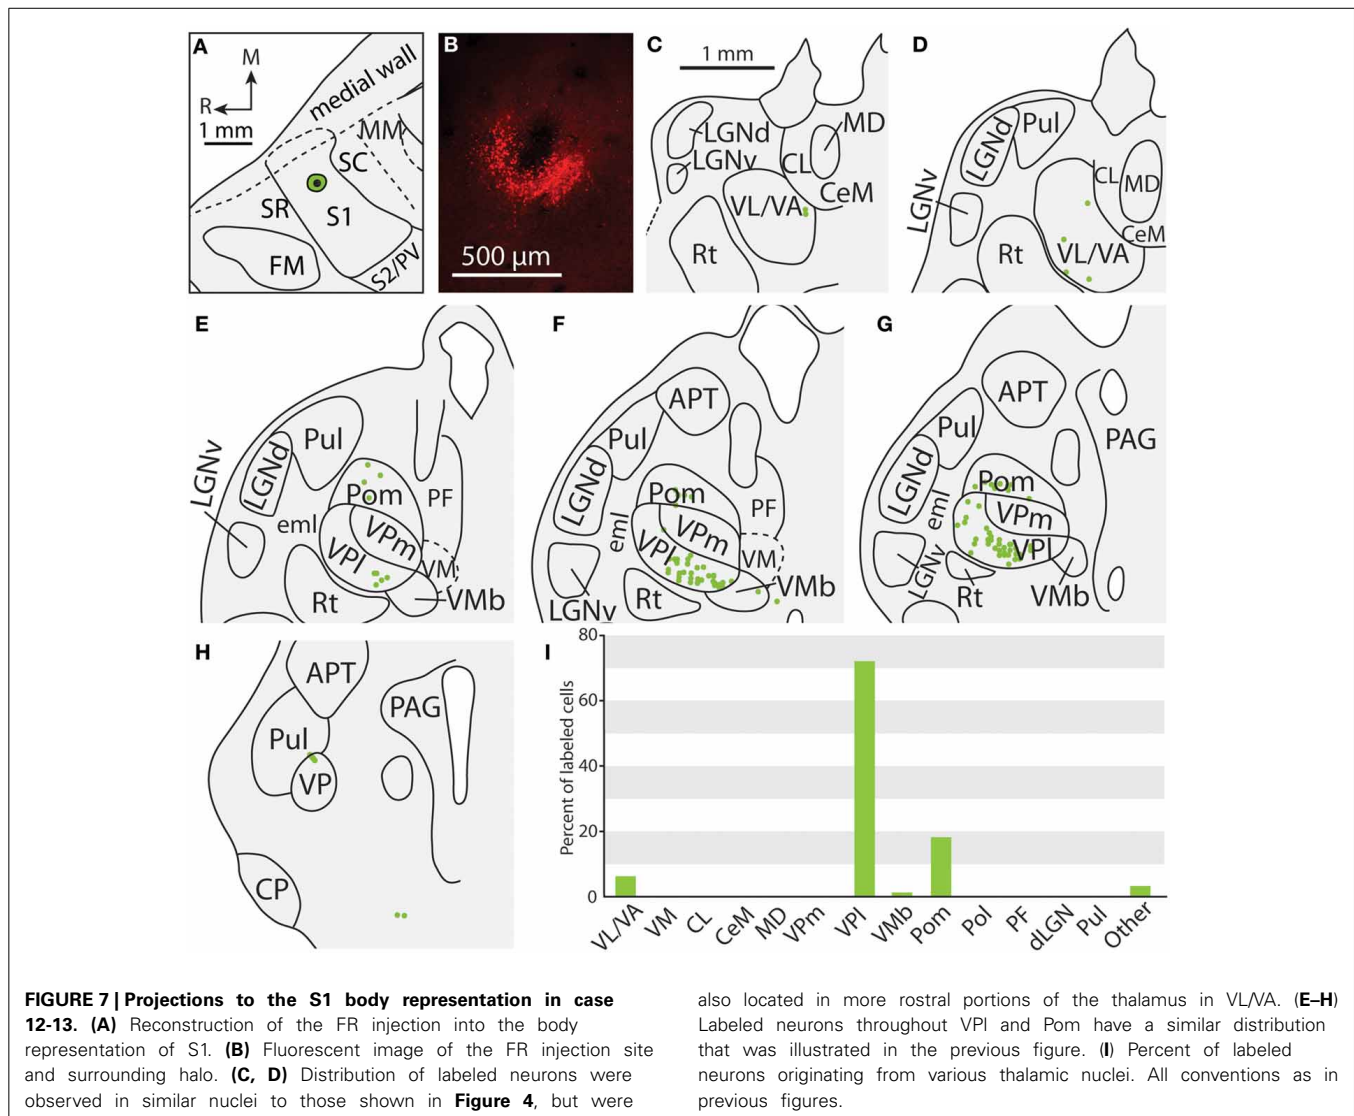 A
M
R
1 mm
medial wall
MM
SC
SR
S1
FM
S2/PV
B
500 µm
C
1 mm
LGNd
LGNv
MD
CL
CeM
VL/VA
Rt
D
LGNd
Pul
LGNv
CL
MD
CeM
Rt
VL/VA
E
LGNv
LGNd
Pul
Pom
PF
eml
VPm
VPl
VM
Rt
VMb
F
APT
Pul
LGNd
Pom
PF
eml
VPm
VPl
VM
LGNv
Rt
VMb
G
APT
Pul
PAG
LGNd
Pom
eml
VPm
VPl
LGNv
Rt
VMb
H
APT
PAG
Pul
VP
CP
I
80
60
40
20
0
Percent of labeled cells
VL/VA
VM
CL
CeM
MD
VPm
VPl
VMb
Pom
Pol
PF
dLGN
Pul
Other
FIGURE 7 | Projections to the S1 body representation in case
12-13. (A) Reconstruction of the FR injection into the body
representation of S1. (B) Fluorescent image of the FR injection site
and surrounding halo. (C, D) Distribution of labeled neurons were
observed in similar nuclei to those shown in Figure 4, but were
also located in more rostral portions of the thalamus in VL/VA. (E–H)
Labeled neurons throughout VPl and Pom have a similar distribution
that was illustrated in the previous figure. (I) Percent of labeled
neurons originating from various thalamic nuclei. All conventions as in
previous figures.